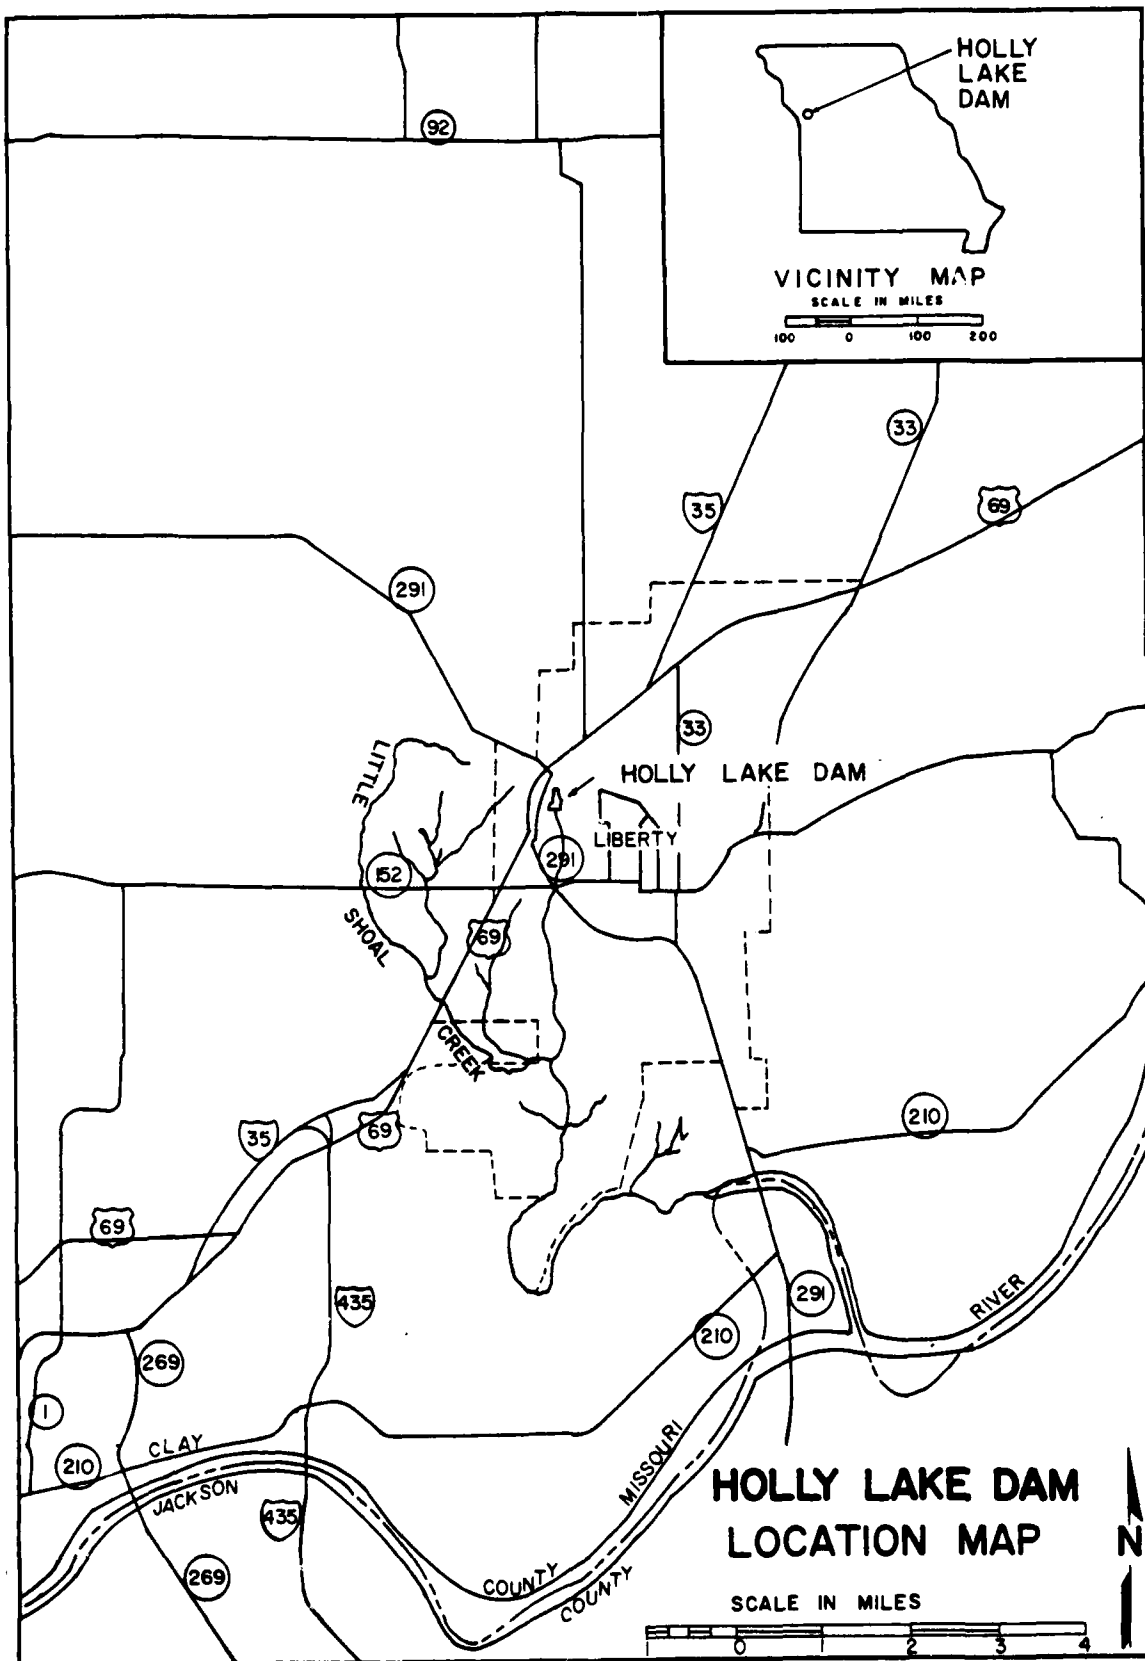 HOLLY
LAKE
DAM
92
VICINITY MAP
SCALE IN MILES
100 0 100 200
33
35
69
291
33
LITTLE
HOLLY LAKE DAM
LIBERTY
291
152
SHOAL
69
CREEK
210
35
69
69
435
291
RIVER
210
269
1
CLAY
MISSOURI
210
JACKSON
HOLLY LAKE DAM
435
LOCATION MAP
N
269
COUNTY
COUNTY
SCALE IN MILES
0 1 2 3 4